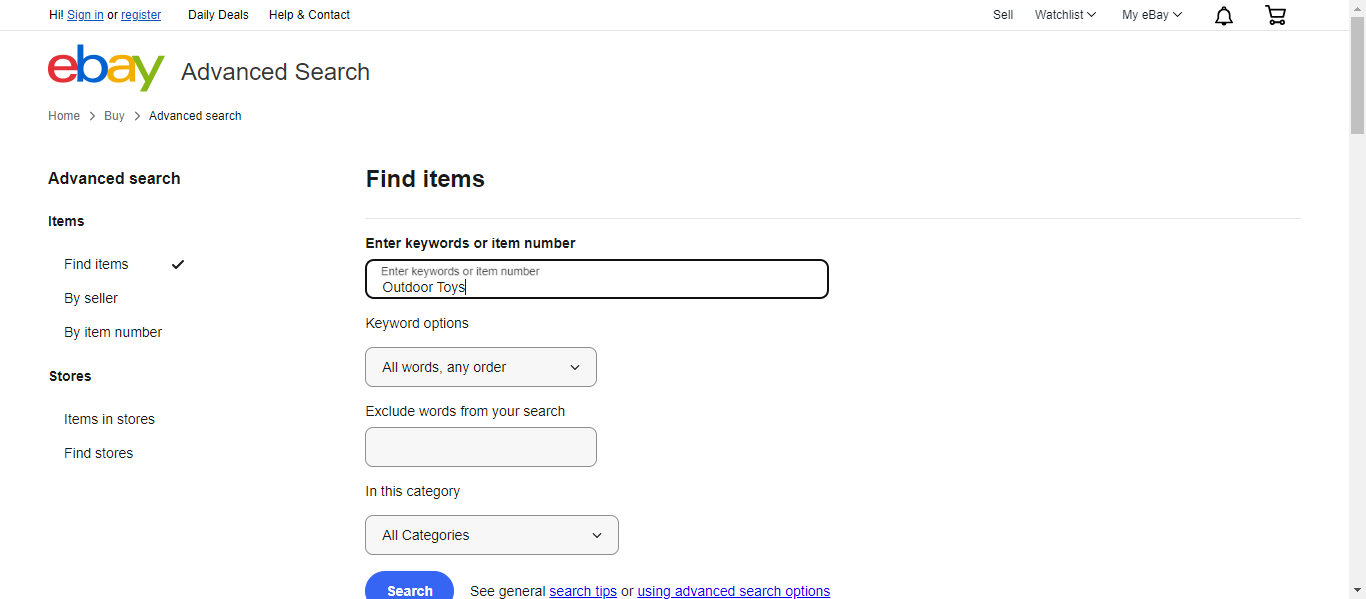 Hi! Sign in or register Daily Deals Help & Contact Sell Watchlist My eBay
ebay Advanced Search
Home Buy Advanced search
Advanced search
Items
Find items
By seller
By item number
Stores
Items in stores
Find stores
Find items
Enter keywords or item number
Enter keywords or item number
Outdoor Toys
Keyword options
All words, any order
Exclude words from your search
In this category
All Categories
Search See general search tips or using advanced search options